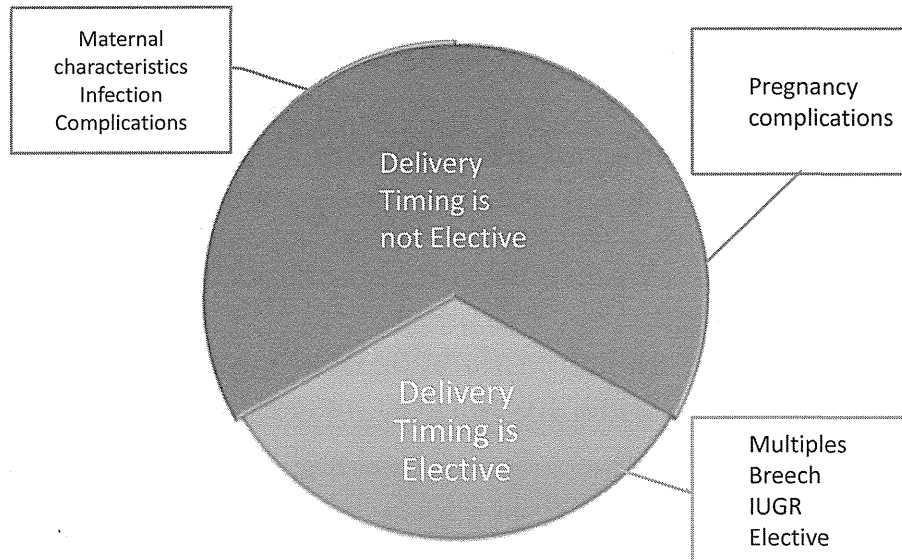 Maternal
characteristics
Infection
Complications
Pregnancy
complications
Delivery
Timing is
not Elective
Delivery
Timing is
Elective
Multiples
Breech
IUGR
Elective